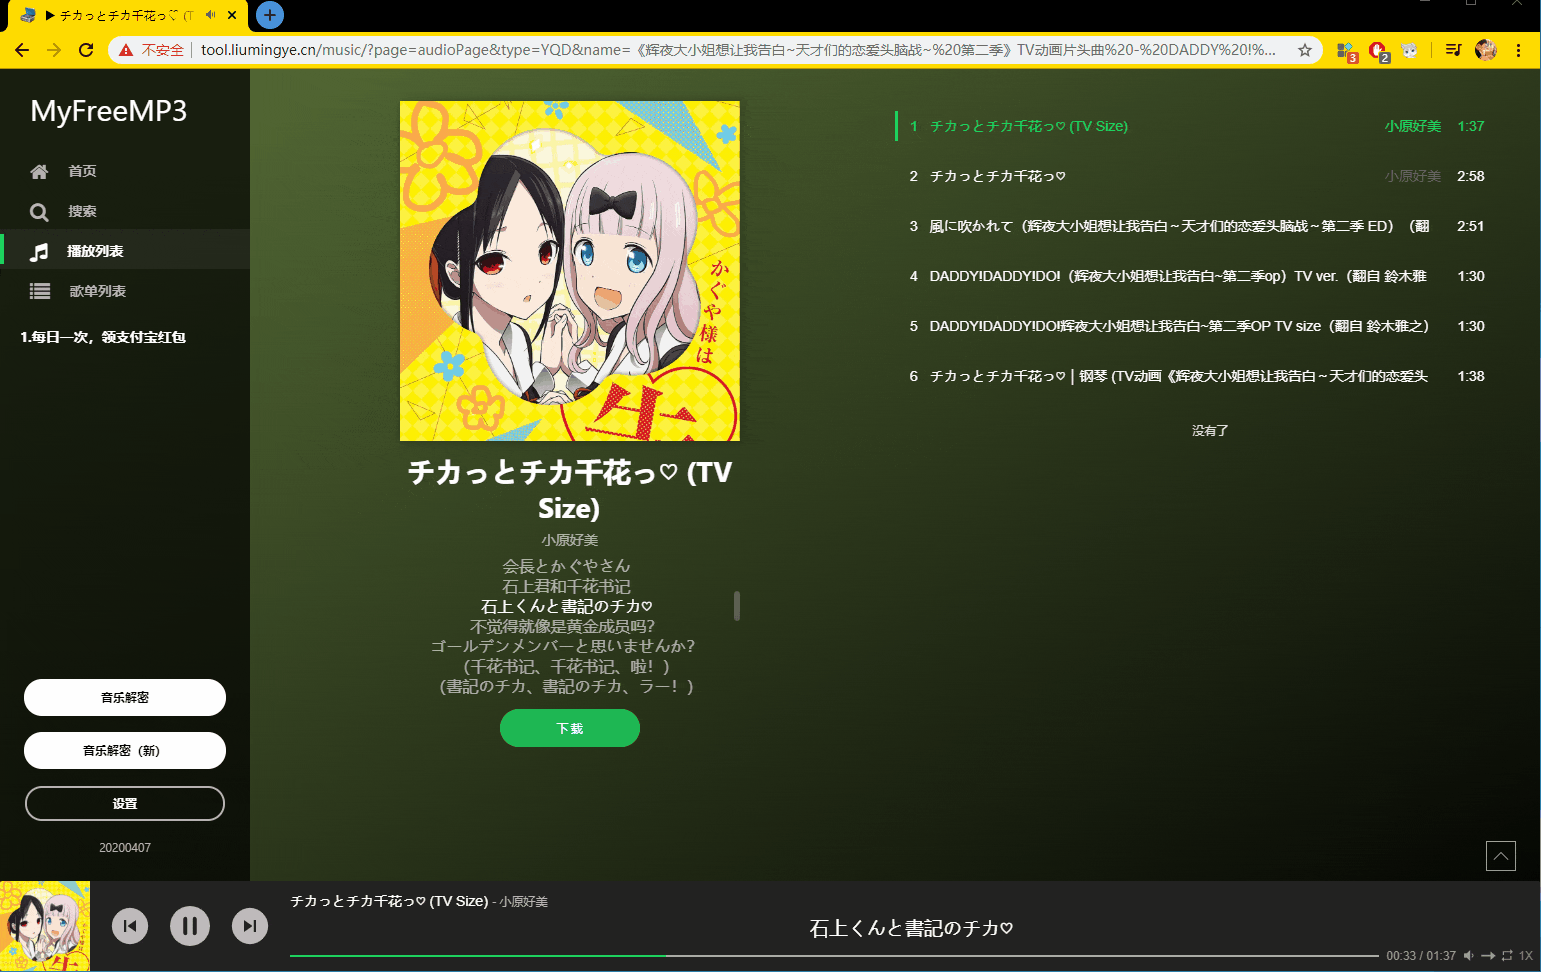 ▶ チカっとチカ千花っ♡ (T
不安全
tool.liumingye.cn/music/?page=audioPage&type=YQD&name=《辉夜大小姐想让我告白~天才们的恋爱头脑战~%20第二季》TV动画片头曲%20-%20DADDY%20!%...
3
2
MyFreeMP3
首页
搜索
播放列表
歌单列表
1.每日一次，领支付宝红包
音乐解密
音乐解密（新）
设置
20200407
かぐや様は
生
チカっとチカ千花っ♡ (TV
Size)
小原好美
会長とかぐやさん
石上君和千花书记
石上くんと書記のチカ♡
不觉得就像是黄金成员吗？
ゴールデンメンバーと思いませんか？
（千花书记、千花书记、啦！）
（書記のチカ、書記のチカ、ラー！）
下载
1 チカっとチカ千花っ♡ (TV Size) 小原好美 1:37
2 チカっとチカ千花っ♡ 小原好美 2:58
3 風に吹かれて（辉夜大小姐想让我告白～天才们的恋爱头脑战～第二季 ED）（翻 2:51
4 DADDY!DADDY!DO!（辉夜大小姐想让我告白~第二季op）TV ver.（翻自 鈴木雅 1:30
5 DADDY!DADDY!DO!辉夜大小姐想让我告白~第二季OP TV size（翻自 鈴木雅之） 1:30
6 チカっとチカ千花っ♡ | 钢琴 (TV动画《辉夜大小姐想让我告白～天才们的恋爱头 1:38
没有了
チカっとチカ千花っ♡ (TV Size) - 小原好美
石上くんと書記のチカ♡
00:33 / 01:37
1X